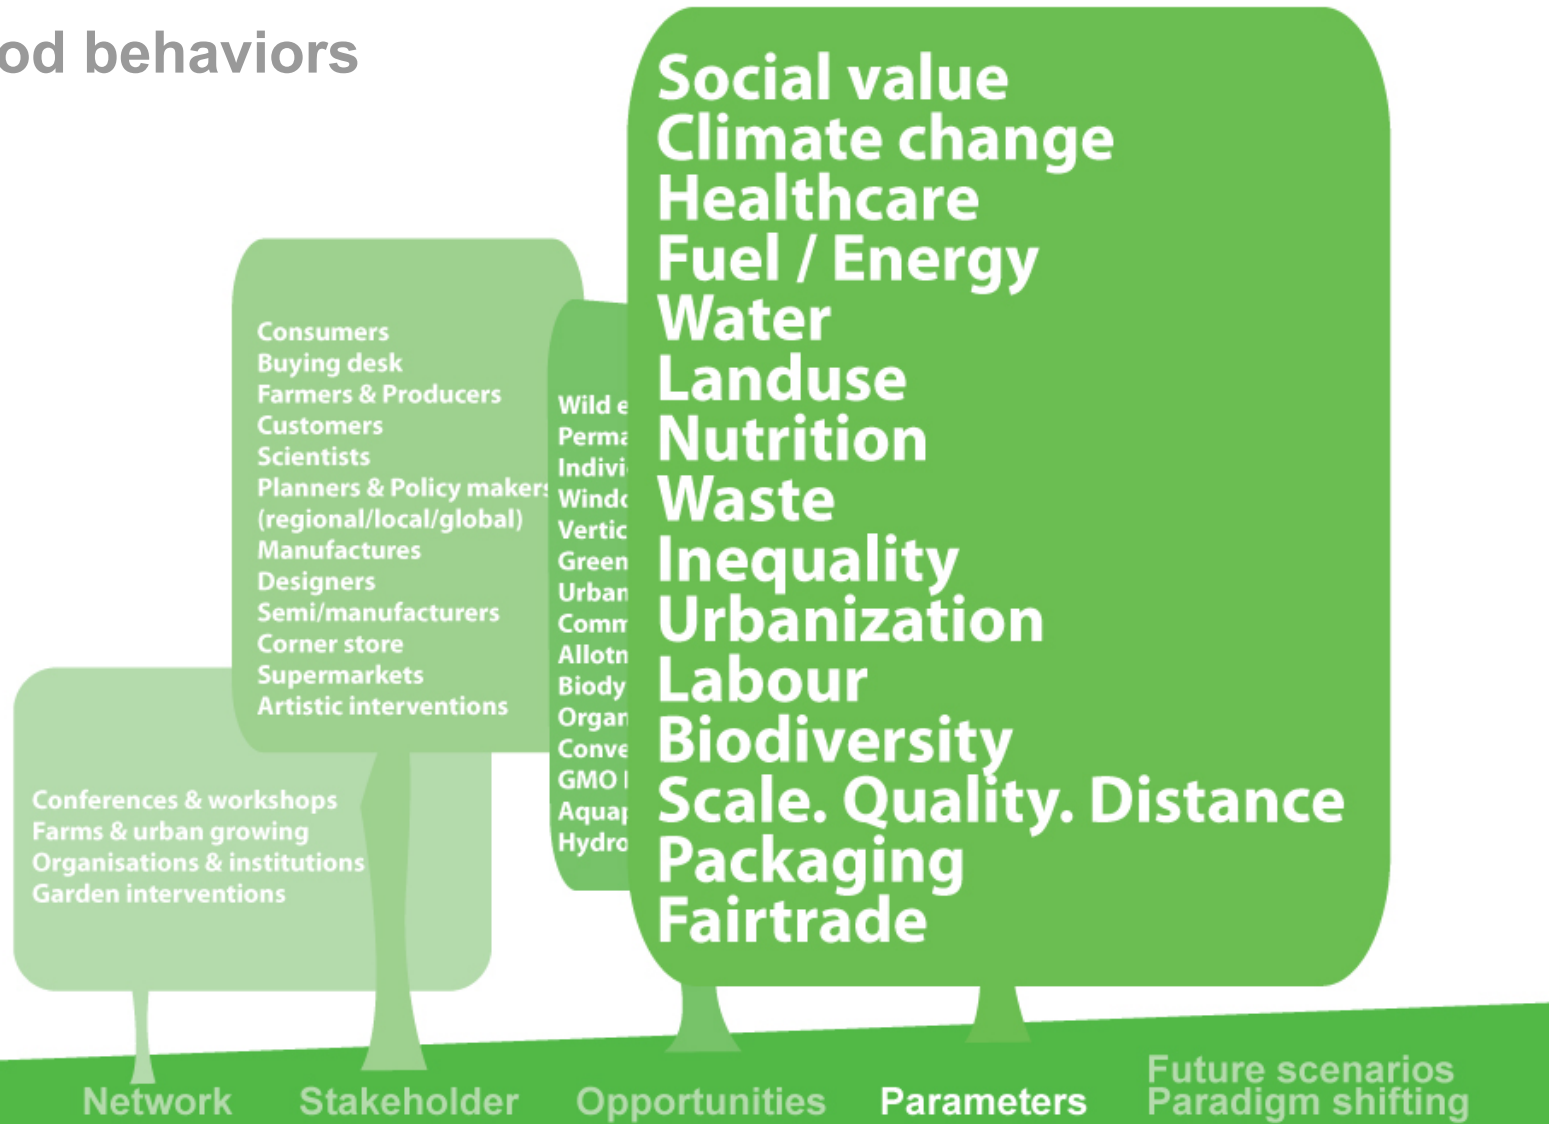 behaviors
Social value
Climate change
Healthcare
Fuel / Energy
Water
Landuse
Nutrition
Waste
Inequality
Urbanization
Labour
Biodiversity
Scale. Quality. Distance
Packaging
Fairtrade
Consumers
Buying desk
Farmers & Producers
Customers
Scientists
Planners & Policy makers
(regional/local/global)
Manufactures
Designers
Semi/manufacturers
Corner store
Supermarkets
Artistic interventions
Wild
GMO
Conferences & workshops
Farms & urban growing
Organisations & institutions
Garden interventions
Network
Stakeholder
Opportunities
Parameters
Future scenarios
Paradigm shifting